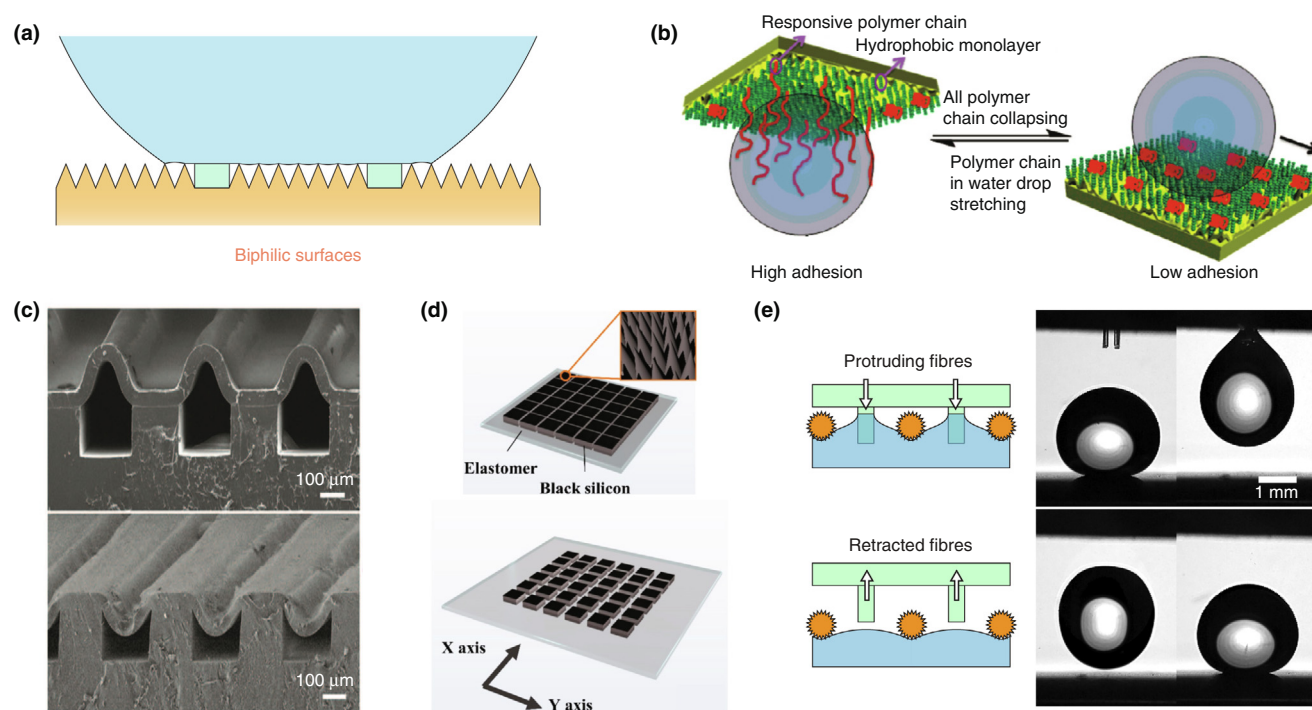 (a)
Biphilic surfaces
(b)
Responsive polymer chain
Hydrophobic monolayer
All polymer
chain collapsing
Polymer chain
in water drop
stretching
High adhesion
Low adhesion
(c)
100 μm
100 μm
(d)
Elastomer
Black silicon
X axis
Y axis
(e)
Protruding fibres
Retracted fibres
1 mm